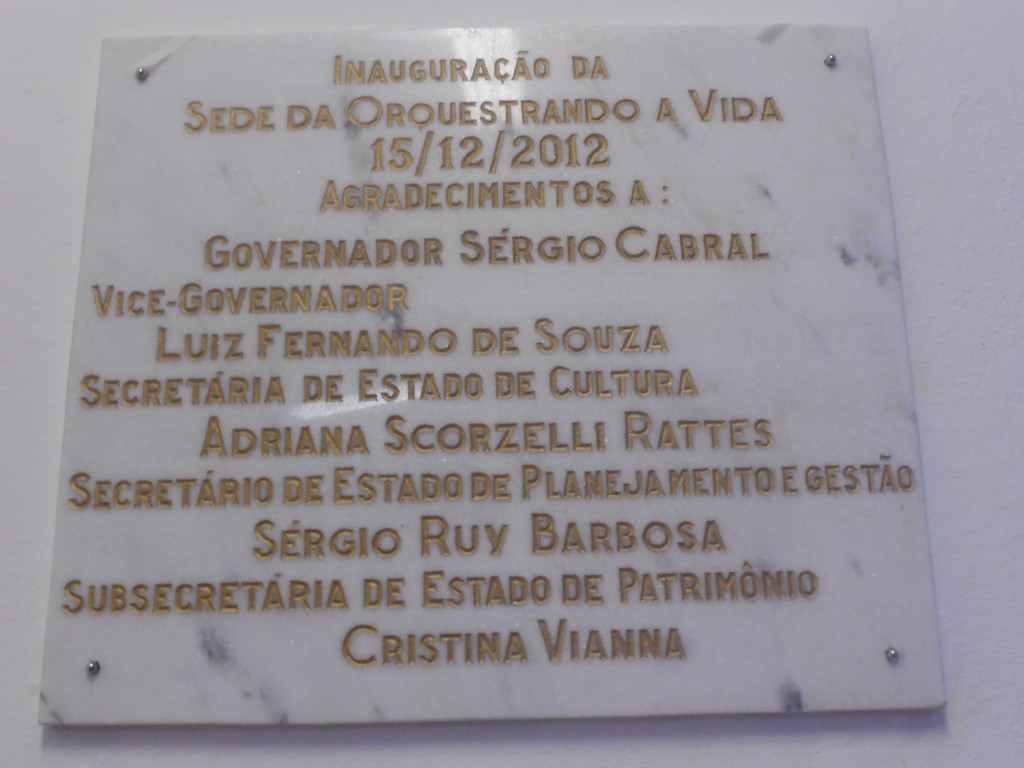 INAUGURAÇÃO DA
SEDE DA ORQUESTRANDO A VIDA
15/12/2012
AGRADECIMENTOS A :
GOVERNADOR SÉRGIO CABRAL
VICE-GOVERNADOR
LUIZ FERNANDO DE SOUZA
SECRETÁRIA DE ESTADO DE CULTURA
ADRIANA SCORZELLI RATTES
SECRETÁRIO DE ESTADO DE PLANEJAMENTO E GESTÃO
SÉRGIO RUY BARBOSA
SUBSECRETÁRIA DE ESTADO DE PATRIMÔNIO
CRISTINA VIANNA